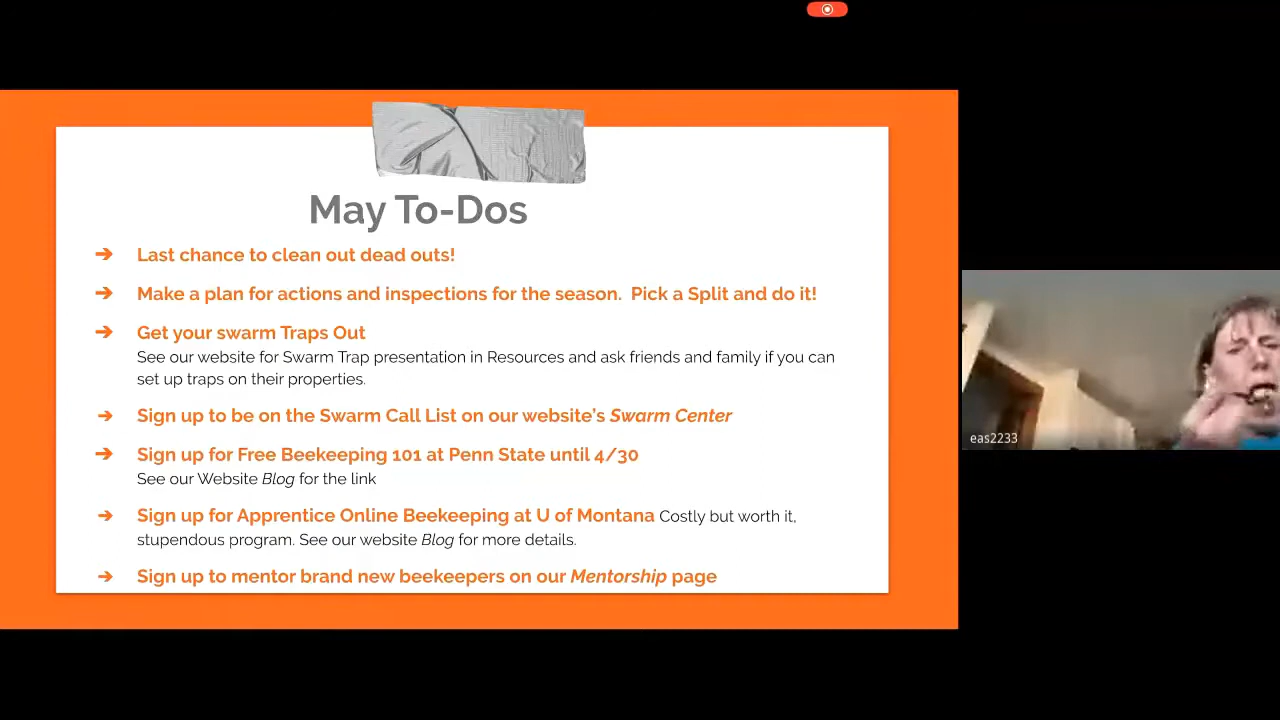 May To-Dos
➔ Last chance to clean out dead outs!
➔ Make a plan for actions and inspections for the season.  Pick a Split and do it!
➔ Get your swarm Traps Out
See our website for Swarm Trap presentation in Resources and ask friends and family if you can
set up traps on their properties.
➔ Sign up to be on the Swarm Call List on our website's Swarm Center
➔ Sign up for Free Beekeeping 101 at Penn State until 4/30
See our Website Blog for the link
➔ Sign up for Apprentice Online Beekeeping at U of Montana Costly but worth it,
stupendous program. See our website Blog for more details.
➔ Sign up to mentor brand new beekeepers on our Mentorship page
eas2233